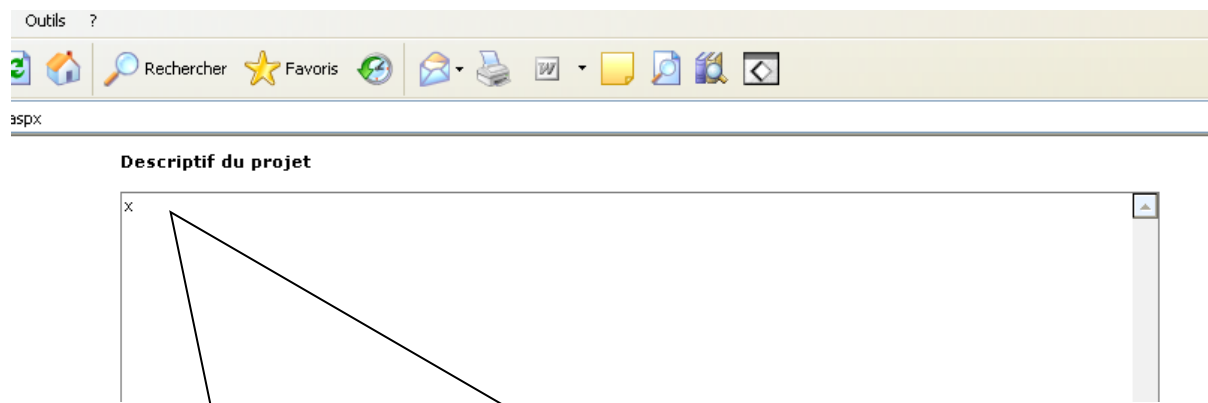 Outils ?
Rechercher Favoris W
aspx
Descriptif du projet
x